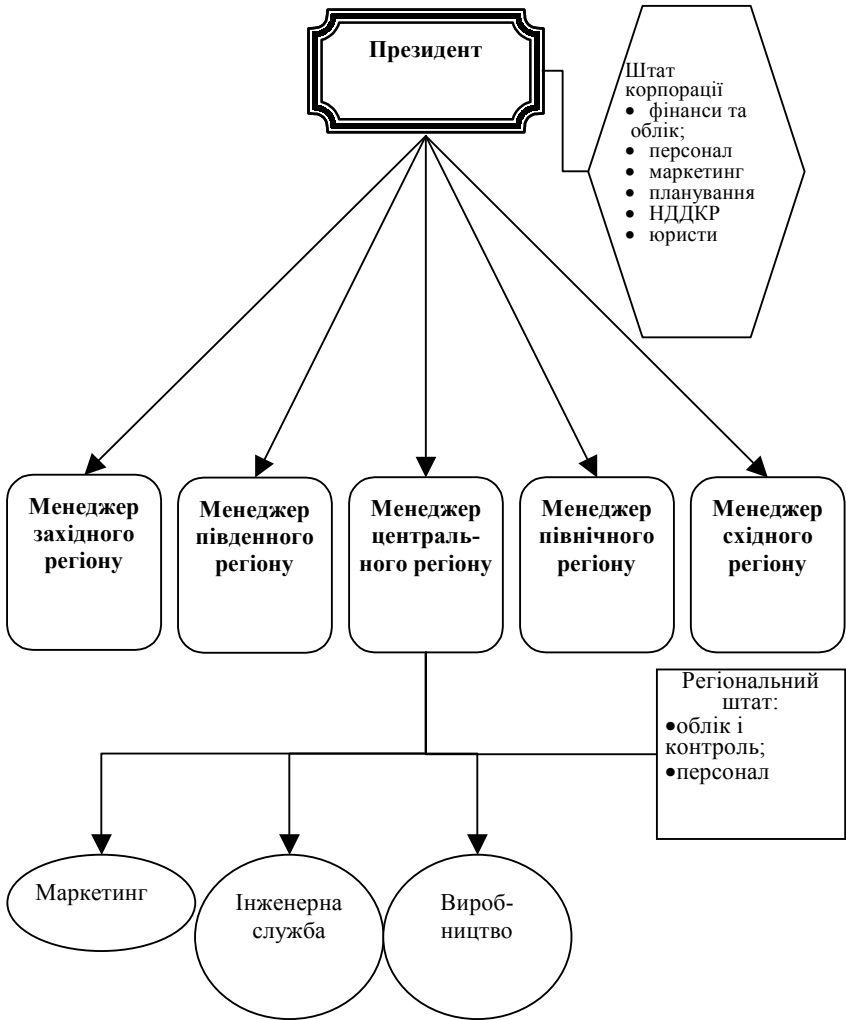 Президент
Штат
корпорації
• фінанси та
облік;
• персонал
• маркетинг
• планування
• НДДКР
• юристи
Менеджер
західного
регіону
Менеджер
південного
регіону
Менеджер
централь-
ного регіону
Менеджер
північного
регіону
Менеджер
східного
регіону
Регіональний
штат:
•облік і
контроль;
•персонал
Маркетинг
Інженерна
служба
Вироб-
ництво